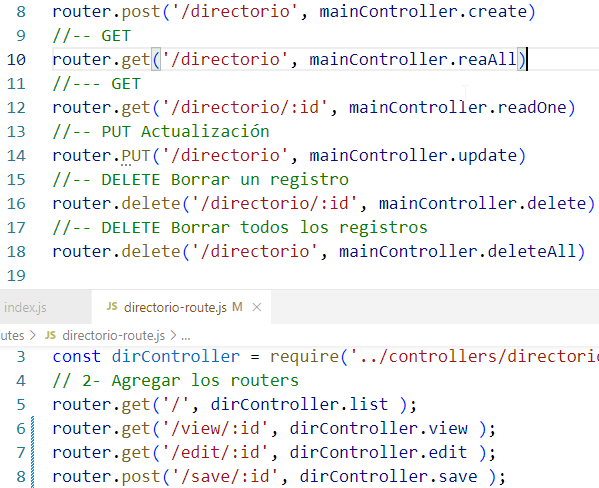 8 router.post('/directorio', mainController.create)
9 //-- GET
10 router.get('/directorio', mainController.reaAll)
11 //--- GET
12 router.get('/directorio/:id', mainController.readOne)
13 //-- PUT Actualización
14 router.PUT('/directorio', mainController.update)
15 //-- DELETE Borrar un registro
16 router.delete('/directorio/:id', mainController.delete)
17 //-- DELETE Borrar todos los registros
18 router.delete('/directorio', mainController.deleteAll)
19
index.js JS directorio-route.js M ×
utes > JS directorio-route.js > ...
3 const dirController = require('../controllers/directorio
4 // 2- Agregar los routers
5 router.get('/', dirController.list );
6 router.get('/view/:id', dirController.view );
7 router.get('/edit/:id', dirController.edit );
8 router.post('/save/:id', dirController.save );